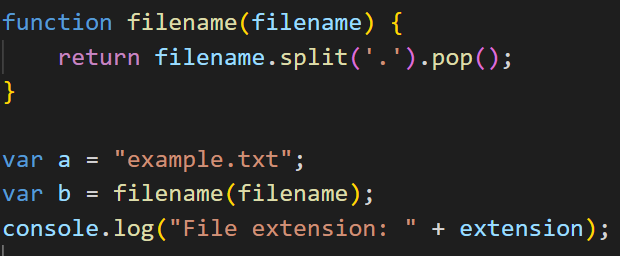 function filename(filename) {
    return filename.split('.').pop();
}

var a = "example.txt";
var b = filename(filename);
console.log("File extension: " + extension);